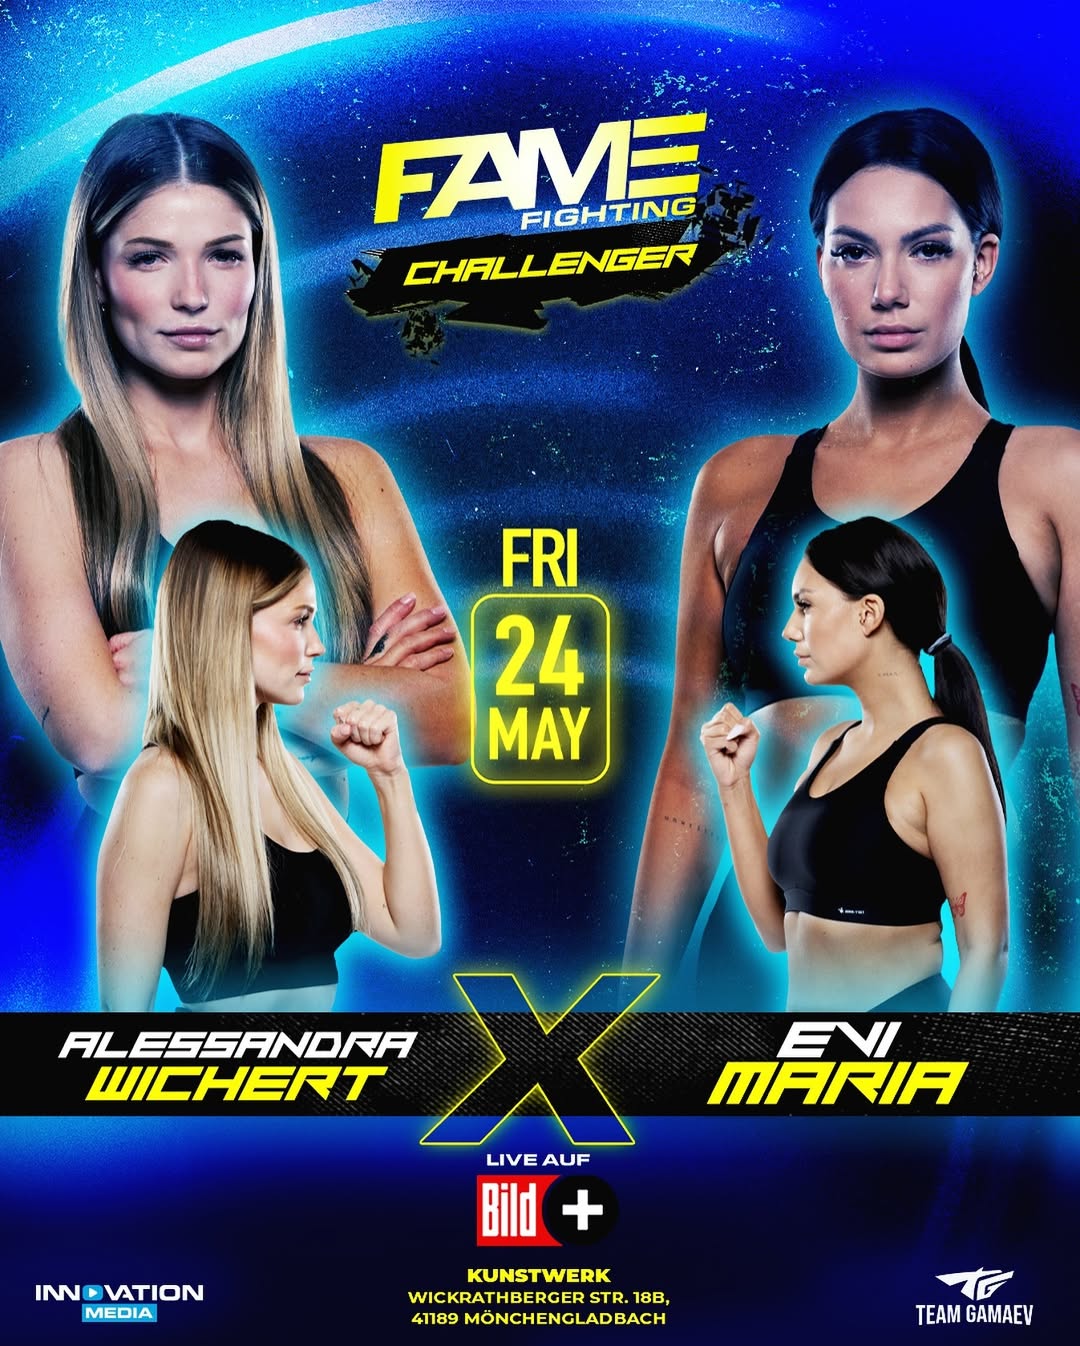 FAME
FIGHTING
CHALLENGER
FRI
24
MAY
ALESSANDRA
WICHERT
X
EVI
MARIA
LIVE AUF
Bild +
KUNSTWERK
WICKRATHBERGER STR. 18B,
41189 MÖNCHENGLADBACH
INNOVATION
MEDIA
TG
TEAM GAMAEV